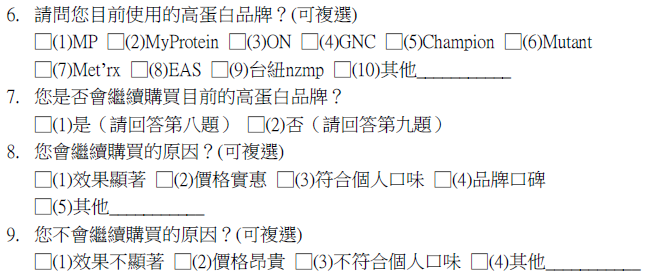 6. 請問您目前使用的高蛋白品牌？(可複選)
□(1)MP □(2)MyProtein □(3)ON □(4)GNC □(5)Champion □(6)Mutant
□(7)Met’rx □(8)EAS □(9)台紐nzmp □(10)其他___________
7. 您是否會繼續購買目前的高蛋白品牌？
□(1)是（請回答第八題） □(2)否（請回答第九題）
8. 您會繼續購買的原因？(可複選)
□(1)效果顯著 □(2)價格實惠 □(3)符合個人口味 □(4)品牌口碑
□(5)其他___________
9. 您不會繼續購買的原因？(可複選)
□(1)效果不顯著 □(2)價格昂貴 □(3)不符合個人口味 □(4)其他___________